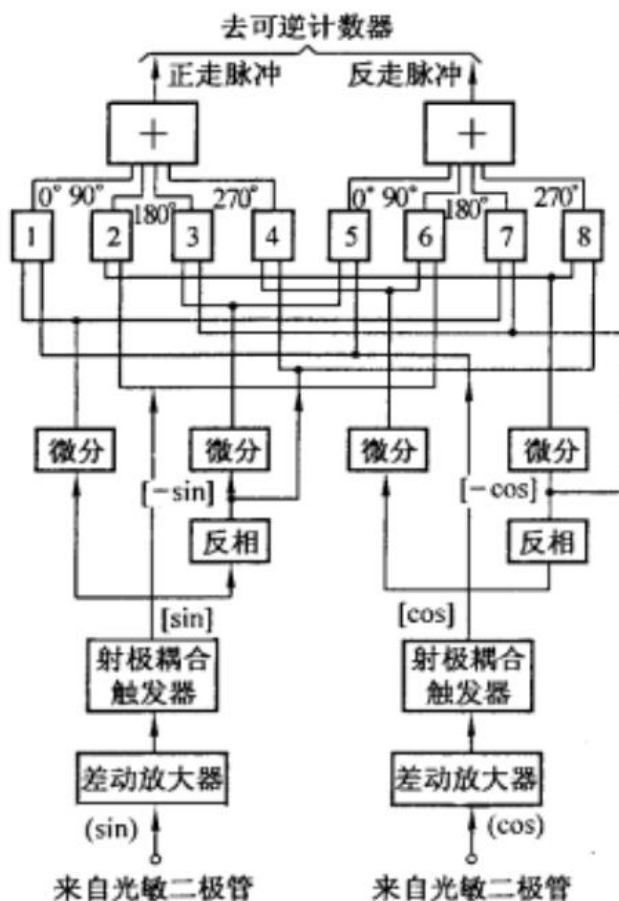 去可逆计数器
正走脉冲 反走脉冲
+ +
0° 90° 180° 270° 0° 90° 180° 270°
1 2 3 4 5 6 7 8
微分 微分 微分 微分
[-sin] [-cos]
反相 反相
[sin] [cos]
射极耦合 射极耦合
触发器 触发器
差动放大器 差动放大器
(sin) (cos)
来自光敏二极管 来自光敏二极管